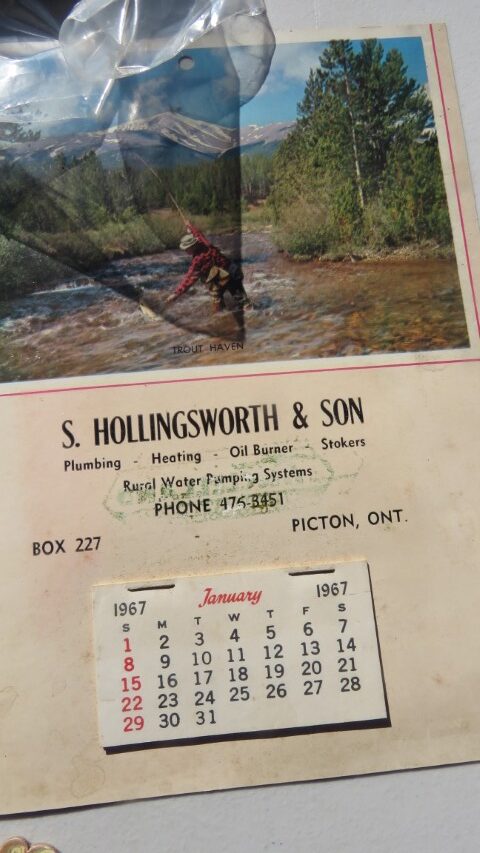 TROUT HAVEN
S. HOLLINGSWORTH & SON
Plumbing - Heating - Oil Burner - Stokers
Rural Water Pumping Systems
PHONE 476-3451
BOX 227 PICTON, ONT.
1967 January 1967
S M T W T F S
1 2 3 4 5 6 7
8 9 10 11 12 13 14
15 16 17 18 19 20 21
22 23 24 25 26 27 28
29 30 31